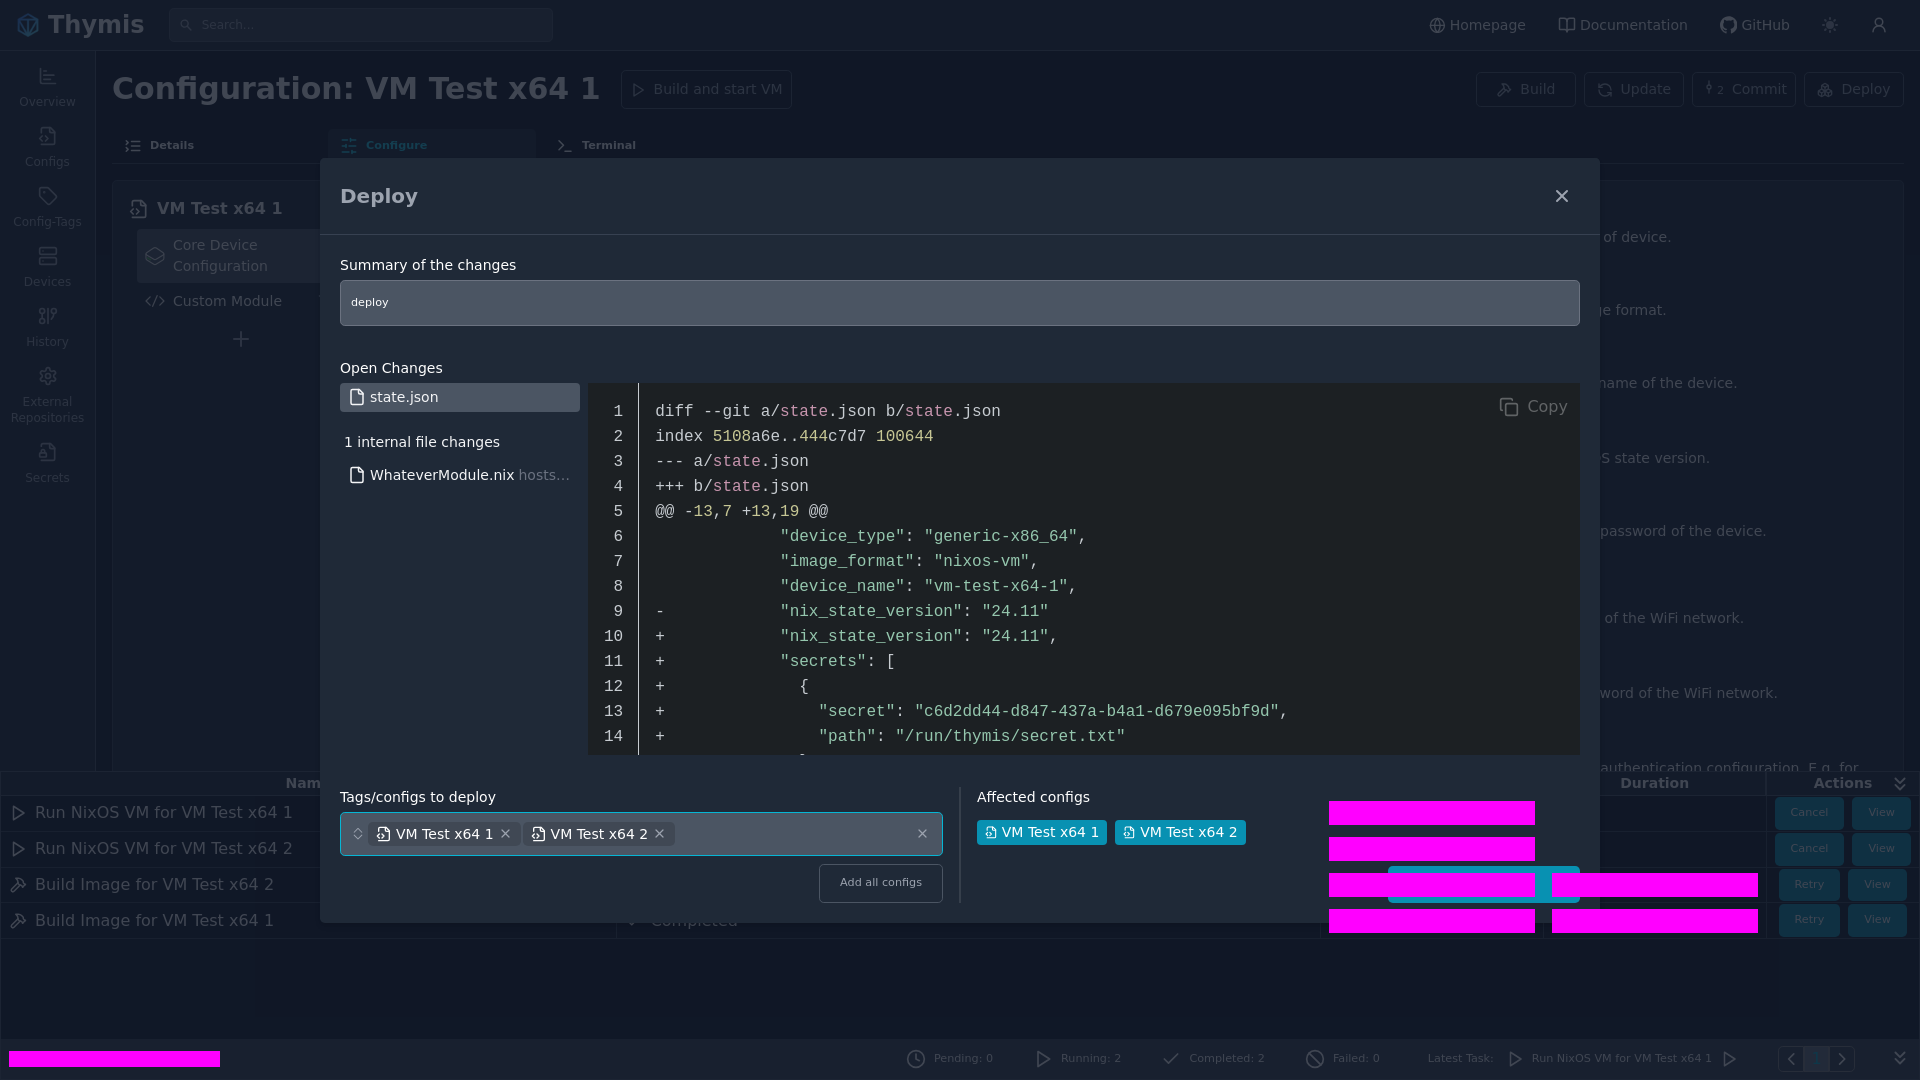 Thymis
Search...
Homepage
Documentation
GitHub
Overview
Configs
Config-Tags
Devices
History
External Repositories
Secrets
Configuration: VM Test x64 1
Build and start VM
Build
Update
2 Commit
Deploy
Details
Configure
Terminal
VM Test x64 1
Core Device
Configuration
Custom Module
of device.
e format.
name of the device.
S state version.
password of the device.
of the WiFi network.
word of the WiFi network.
authentication configuration. E.g. for
Deploy
Summary of the changes
deploy
Open Changes
state.json
1 internal file changes
WhateverModule.nix hosts...
Copy
1 diff --git a/state.json b/state.json
2 index 5108a6e..444c7d7 100644
3 --- a/state.json
4 +++ b/state.json
5 @@ -13,7 +13,19 @@
6 "device_type": "generic-x86_64",
7 "image_format": "nixos-vm",
8 "device_name": "vm-test-x64-1",
9 - "nix_state_version": "24.11"
10 + "nix_state_version": "24.11",
11 + "secrets": [
12 + {
13 + "secret": "c6d2dd44-d847-437a-b4a1-d679e095bf9d",
14 + "path": "/run/thymis/secret.txt"
Tags/configs to deploy
VM Test x64 1
VM Test x64 2
Add all configs
Affected configs
VM Test x64 1
VM Test x64 2
Nam
Duration
Actions
Run NixOS VM for VM Test x64 1
Cancel
View
Run NixOS VM for VM Test x64 2
Cancel
View
Build Image for VM Test x64 2
Retry
View
Build Image for VM Test x64 1
Completed
Retry
View
Pending: 0
Running: 2
Completed: 2
Failed: 0
Latest Task:
Run NixOS VM for VM Test x64 1